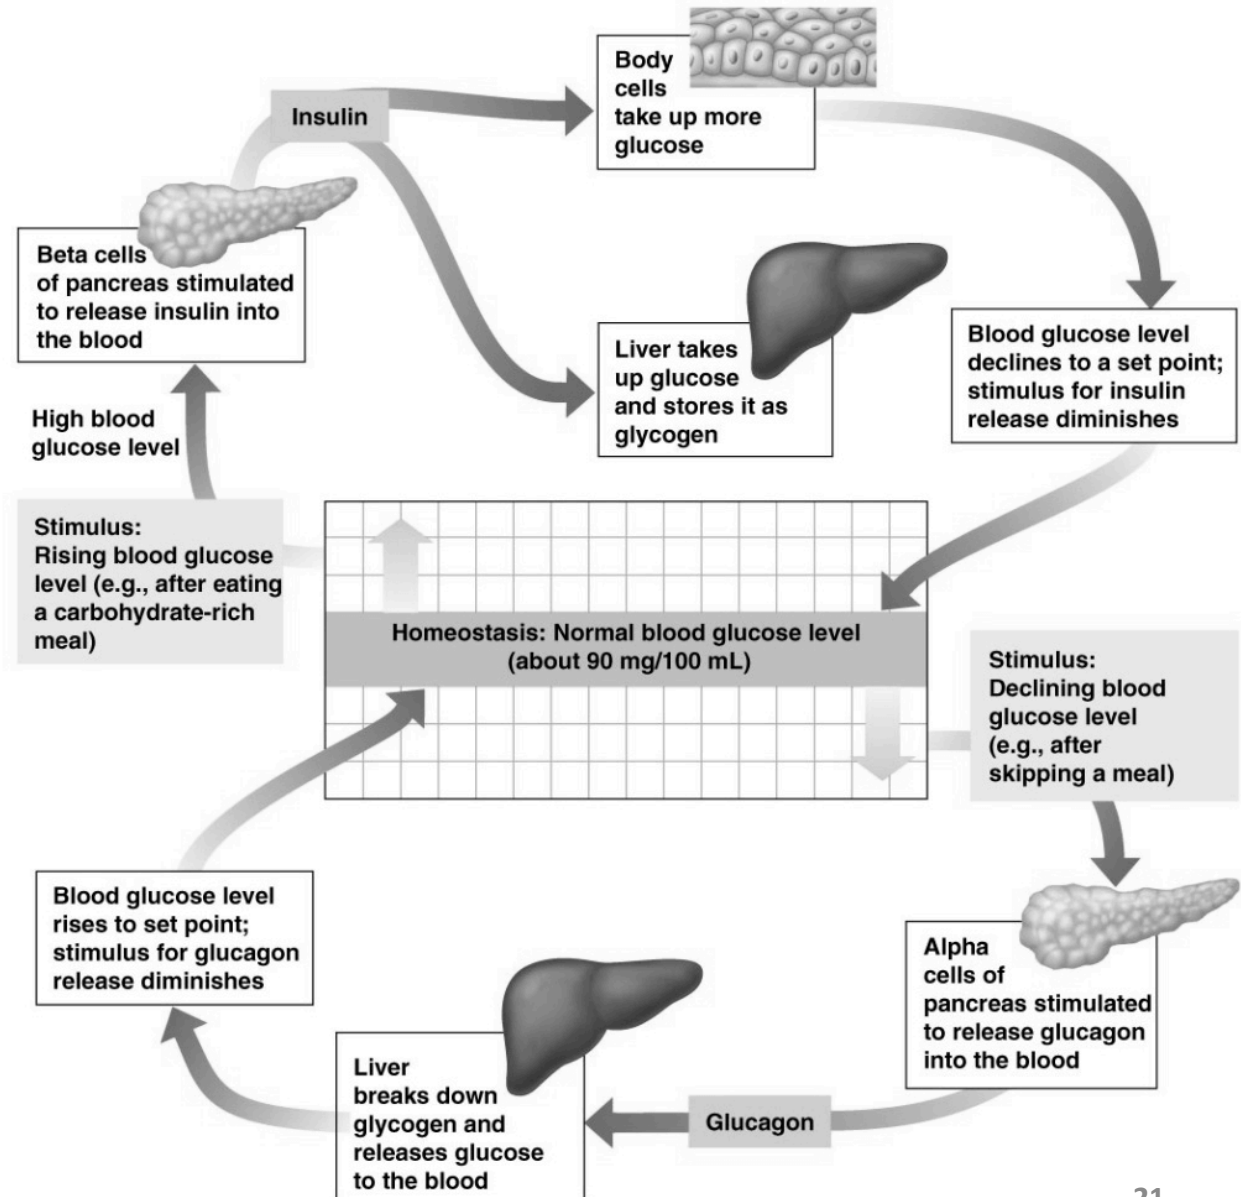 Body
cells
take up more
glucose
Insulin
Beta cells
of pancreas stimulated
to release insulin into
the blood
Liver takes
up glucose
and stores it as
glycogen
Blood glucose level
declines to a set point;
stimulus for insulin
release diminishes
High blood
glucose level
Stimulus:
Rising blood glucose
level (e.g., after eating
a carbohydrate-rich
meal)
Homeostasis: Normal blood glucose level
(about 90 mg/100 mL)
Stimulus:
Declining blood
glucose level
(e.g., after
skipping a meal)
Blood glucose level
rises to set point;
stimulus for glucagon
release diminishes
Alpha
cells of
pancreas stimulated
to release glucagon
into the blood
Liver
breaks down
glycogen and
releases glucose
to the blood
Glucagon